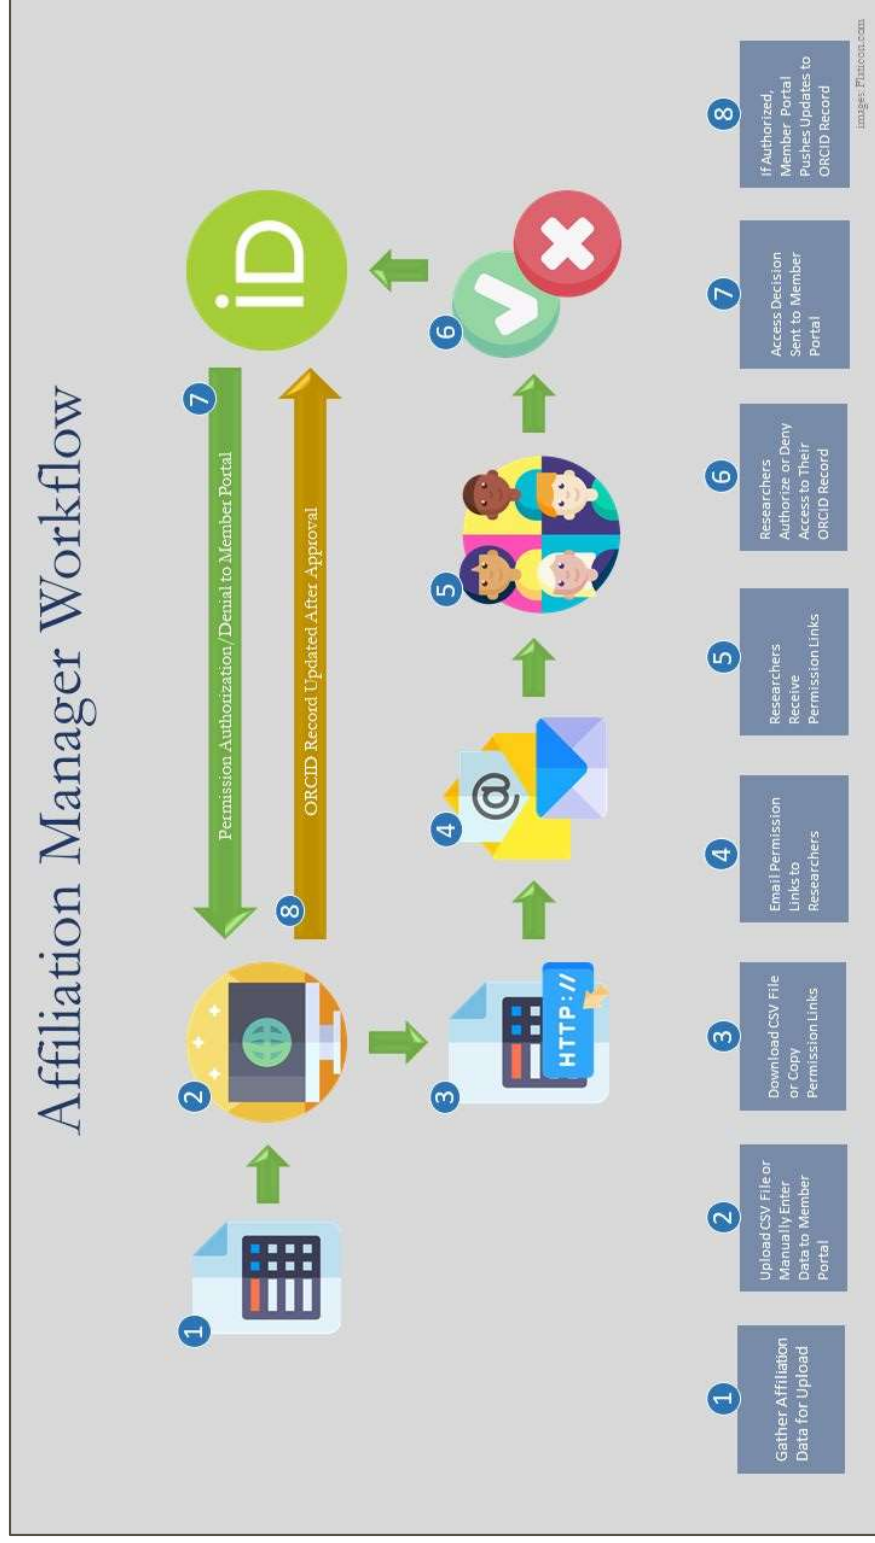 Affiliation Manager Workflow
1
2
7
Permission Authorization/Denial to Member Portal
8
ORCID Record Updated After Approval
iD
3
HTTP://
4
@
5
6
1
Gather Affiliation
Data for Upload
2
Upload CSV File or
Manually Enter
Data to Member
Portal
3
Download CSV File
or Copy
Permission Links
4
Email Permission
Links to
Researchers
5
Researchers
Receive
Permission Links
6
Researchers
Authorize or Deny
Access to Their
ORCID Record
7
Access Decision
Sent to Member
Portal
8
If Authorized,
Member Portal
Pushes Updates to
ORCID Record
images: Flaticon.com